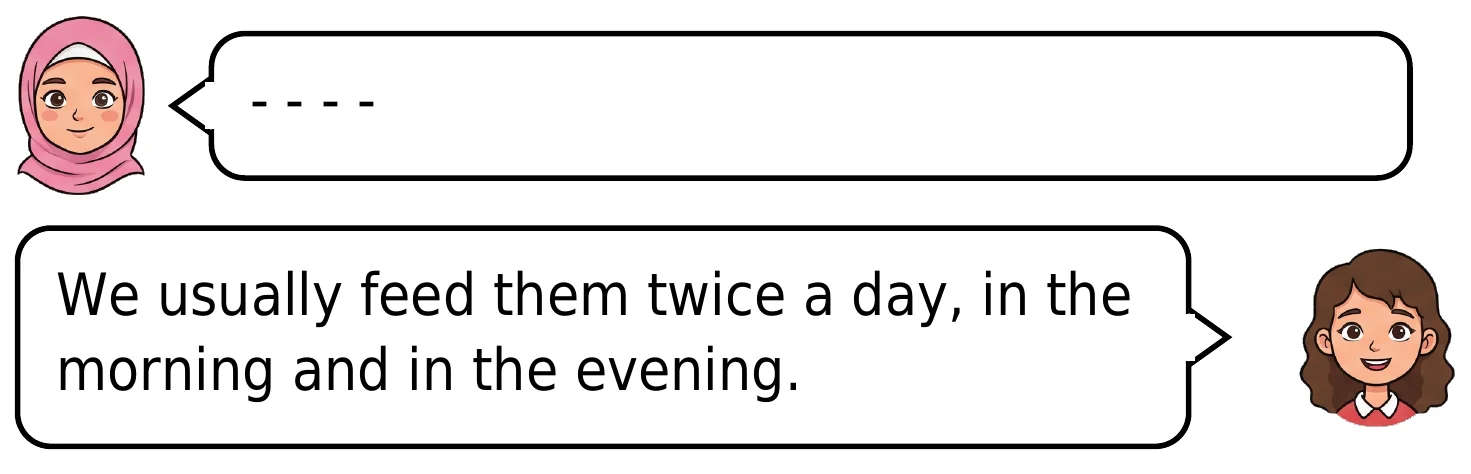 - - - -
We usually feed them twice a day, in the
morning and in the evening.